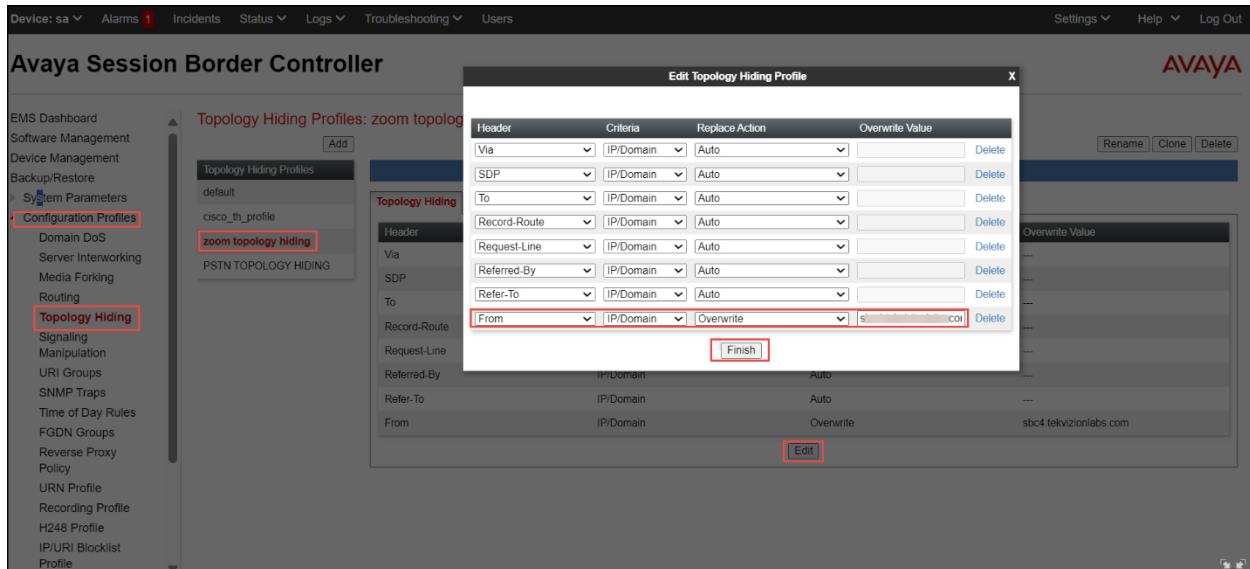 Device: sa Alarms 1 Incidents Status Logs Troubleshooting Users Settings Help Log Out
Avaya Session Border Controller
AVAYA
EMS Dashboard
Software Management
Device Management
Backup/Restore
System Parameters
Configuration Profiles
Domain DoS
Server Interworking
Media Forking
Routing
Topology Hiding
Signaling
Manipulation
URI Groups
SNMP Traps
Time of Day Rules
FGDN Groups
Reverse Proxy
Policy
URN Profile
Recording Profile
H248 Profile
IP/URI Blocklist
Profile
Topology Hiding Profiles: zoom topolog
Add
Rename Clone Delete
Topology Hiding Profiles
default
cisco_th_profile
zoom topology hiding
PSTN TOPOLOGY HIDING
Topology Hiding
Header Overwrite Value
Via ---
SDP ---
To ---
Record-Route ---
Request-Line ---
Referred-By IP/Domain Auto ---
Refer-To IP/Domain Auto ---
From IP/Domain Overwrite sbc4.tekvizionlabs.com
Edit
Edit Topology Hiding Profile X
Header Criteria Replace Action Overwrite Value
Via IP/Domain Auto Delete
SDP IP/Domain Auto Delete
To IP/Domain Auto Delete
Record-Route IP/Domain Auto Delete
Request-Line IP/Domain Auto Delete
Referred-By IP/Domain Auto Delete
Refer-To IP/Domain Auto Delete
From IP/Domain Overwrite Delete
Finish